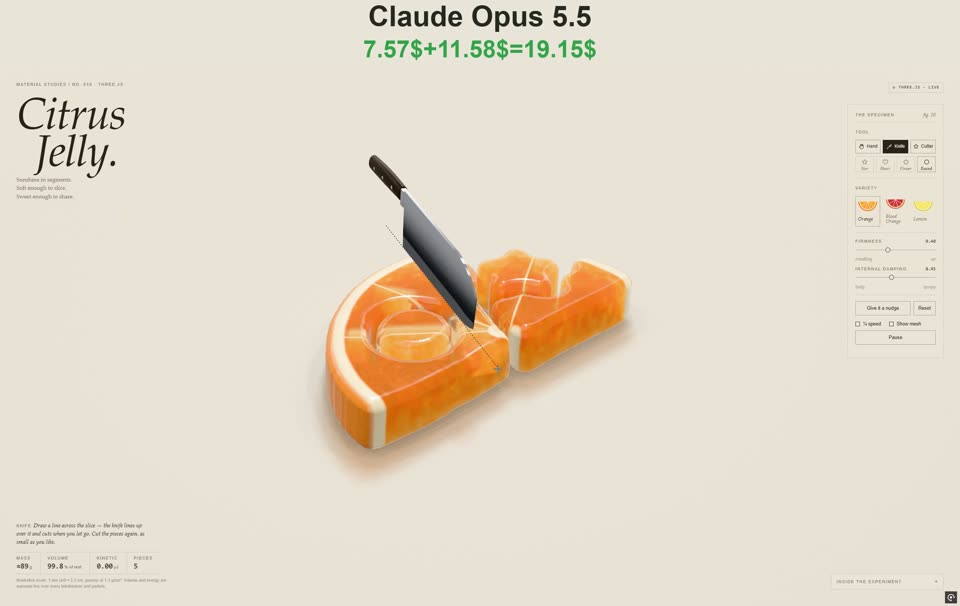 Claude Opus 5.5
7.57$+11.58$=19.15$
MATERIAL STUDIES / NO. 010 · THREE.JS
THREE.JS · LIVE
Citrus
Jelly.
Sunshine in segments.
Soft enough to slice.
Sweet enough to share.
THE SPECIMEN
TOOL
Hand
Knife
Cutter
Star
Heart
Flower
Round
VARIETY
Orange
Blood Orange
Lemon
FIRMNESS 0.40
INTERNAL DAMPING 0.45
Give it a nudge
Reset
¼ speed
Show mesh
Pause
KNIFE Draw a line across the slice — the knife lines up
over it and cuts when you let go. Cut the pieces again, as
small as you like.
MASS VOLUME KINETIC PIECES
≈89 g 99.8 % of rest 0.00 µJ 5
INSIDE THE EXPERIMENT +